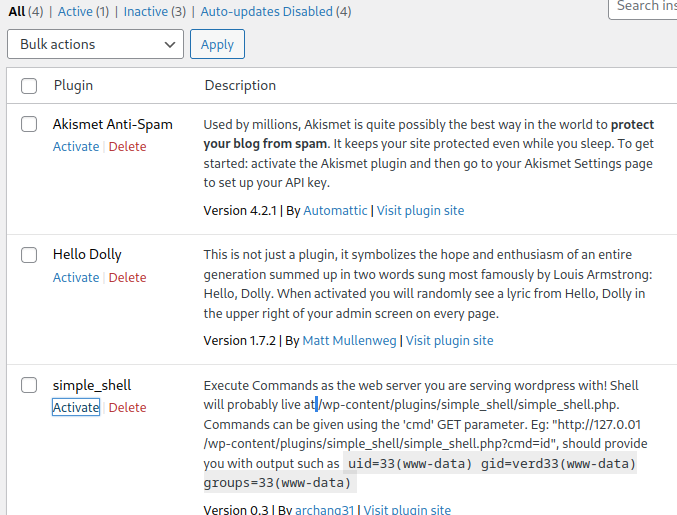 All (4) | Active (1) | Inactive (3) | Auto-updates Disabled (4)
Search ins
Bulk actions
Apply
Plugin Description
Akismet Anti-Spam
Activate | Delete
Used by millions, Akismet is quite possibly the best way in the world to protect
your blog from spam. It keeps your site protected even while you sleep. To get
started: activate the Akismet plugin and then go to your Akismet Settings page
to set up your API key.
Version 4.2.1 | By Automattic | Visit plugin site
Hello Dolly
Activate | Delete
This is not just a plugin, it symbolizes the hope and enthusiasm of an entire
generation summed up in two words sung most famously by Louis Armstrong:
Hello, Dolly. When activated you will randomly see a lyric from Hello, Dolly in
the upper right of your admin screen on every page.
Version 1.7.2 | By Matt Mullenweg | Visit plugin site
simple_shell
Activate | Delete
Execute Commands as the web server you are serving wordpress with! Shell
will probably live at /wp-content/plugins/simple_shell/simple_shell.php.
Commands can be given using the 'cmd' GET parameter. Eg: "http://127.0.01
/wp-content/plugins/simple_shell/simple_shell.php?cmd=id", should provide
you with output such as uid=33(www-data) gid=verd33(www-data)
groups=33(www-data)
Version 0.3 | By archang31 | Visit plugin site